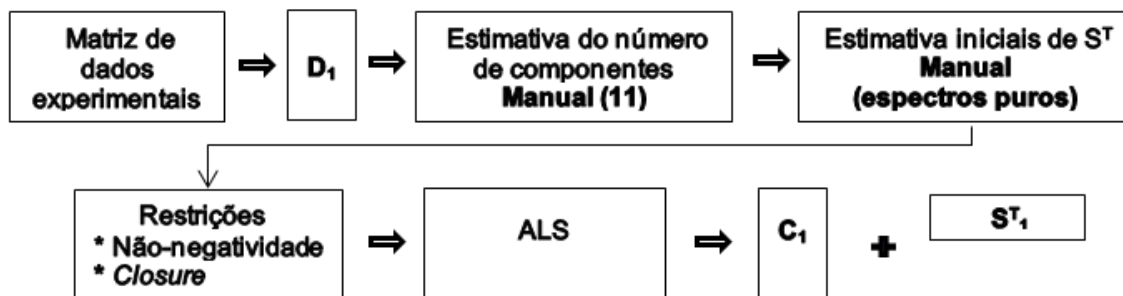 Matriz de
dados
experimentais
D₁
Estimativa do número
de componentes
Manual (11)
Estimativa iniciais de Sᵀ
Manual
(espectros puros)
Restrições
* Não-negatividade
* Closure
ALS
C₁
+
Sᵀ₁